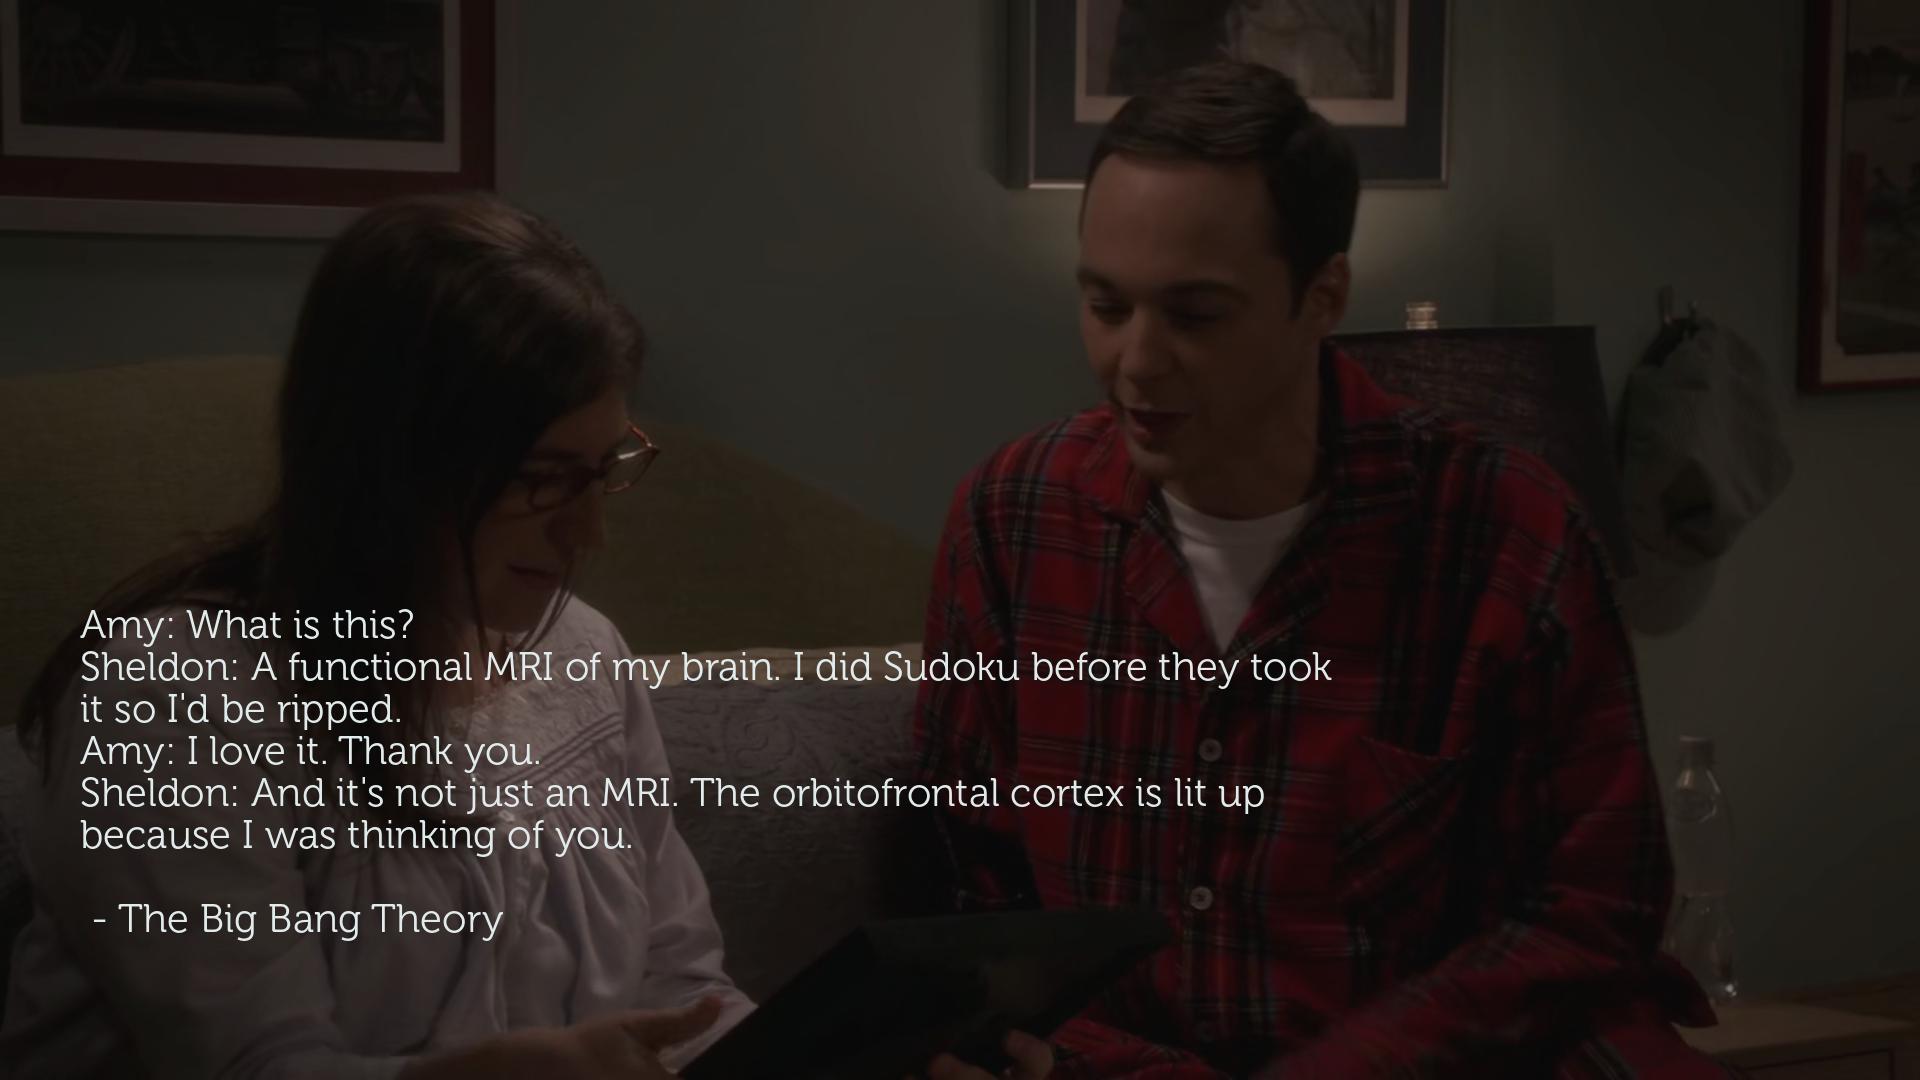 Amy: What is this?
Sheldon: A functional MRI of my brain. I did Sudoku before they took
it so I'd be ripped.
Amy: I love it. Thank you.
Sheldon: And it's not just an MRI. The orbitofrontal cortex is lit up
because I was thinking of you.
- The Big Bang Theory